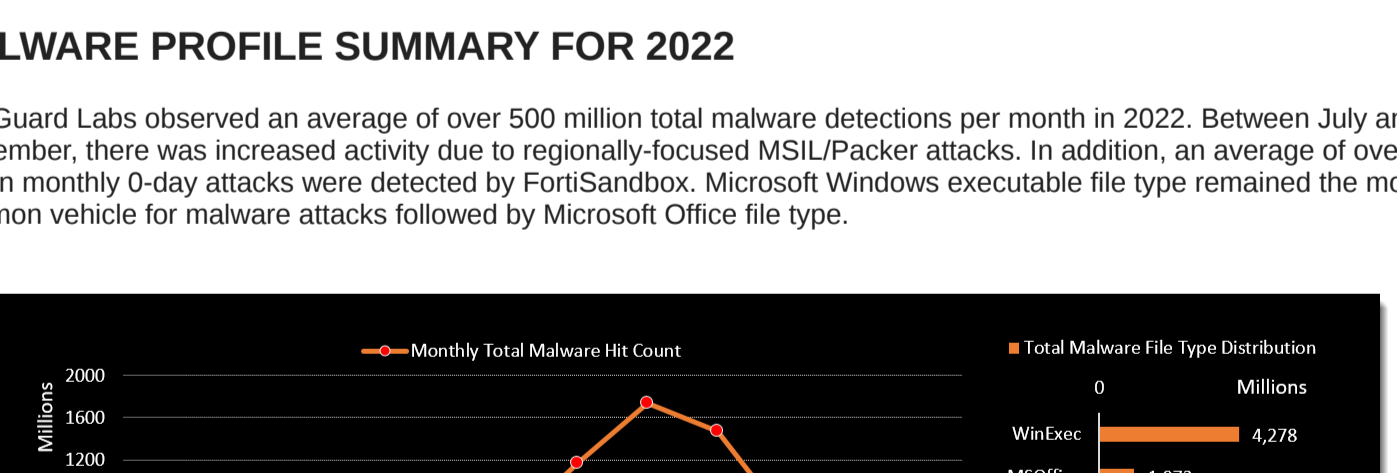 LWARE PROFILE SUMMARY FOR 2022
Guard Labs observed an average of over 500 million total malware detections per month in 2022. Between July
ember, there was increased activity due to regionally-focused MSIL/Packer attacks. In addition, an average of ove
n monthly 0-day attacks were detected by FortiSandbox. Microsoft Windows executable file type remained the mo
mon vehicle for malware attacks followed by Microsoft Office file type.
Monthly Total Malware Hit Count
Millions
2000
1600
1200
Total Malware File Type Distribution
0 Millions
WinExec 4,278